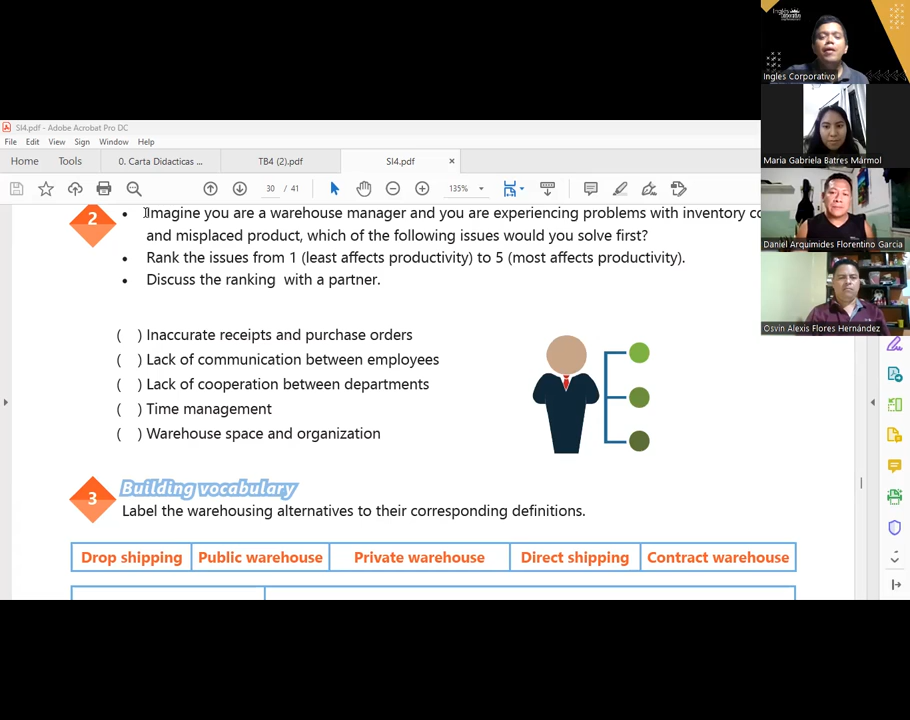 SI4.pdf - Adobe Acrobat Pro DC
File Edit View Sign Window Help
Home Tools 0. Carta Didacticas ... TB4 (2).pdf SI4.pdf ×
30 / 41 135%
2
• Imagine you are a warehouse manager and you are experiencing problems with inventory co
and misplaced product, which of the following issues would you solve first?
• Rank the issues from 1 (least affects productivity) to 5 (most affects productivity).
• Discuss the ranking with a partner.
( ) Inaccurate receipts and purchase orders
( ) Lack of communication between employees
( ) Lack of cooperation between departments
( ) Time management
( ) Warehouse space and organization
3
Building vocabulary
Label the warehousing alternatives to their corresponding definitions.
Drop shipping Public warehouse Private warehouse Direct shipping Contract warehouse
Ingles Corporativo
Maria Gabriela Batres Mármol
Daniel Arquimides Florentino Garcia
Osvin Alexis Flores Hernández